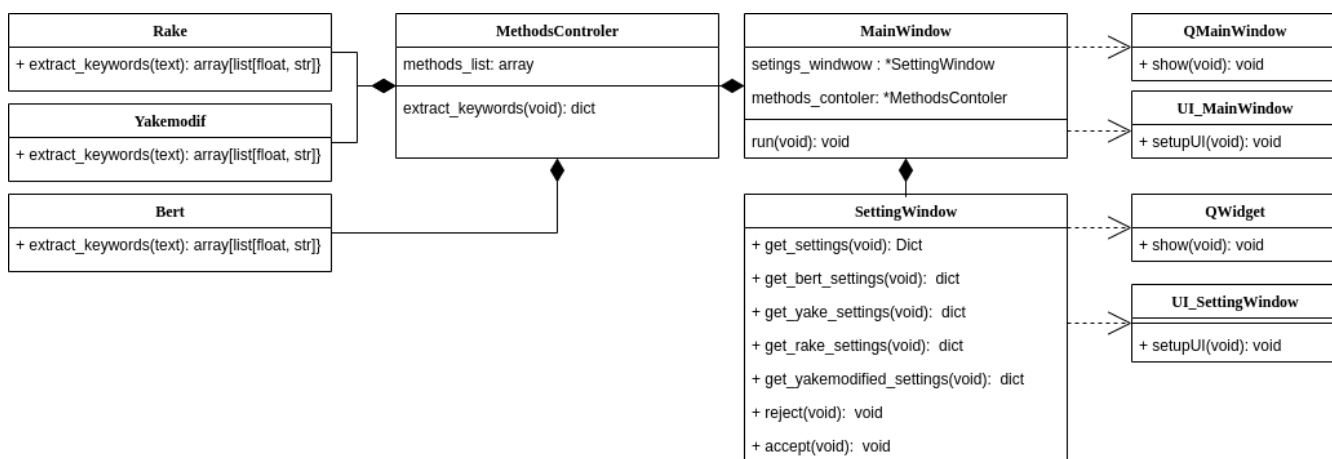 Rake
+ extract_keywords(text): array[list[float, str]}
Yakemodif
+ extract_keywords(text): array[list[float, str]}
Bert
+ extract_keywords(text): array[list[float, str]}
MethodsControler
methods_list: array
extract_keywords(void): dict
MainWindow
setings_windwow : *SettingWindow
methods_contoler: *MethodsContoler
run(void): void
SettingWindow
+ get_settings(void): Dict
+ get_bert_settings(void):  dict
+ get_yake_settings(void):  dict
+ get_rake_settings(void):  dict
+ get_yakemodified_settings(void):  dict
+ reject(void):  void
+ accept(void):  void
QMainWindow
+ show(void): void
UI_MainWindow
+ setupUI(void): void
QWidget
+ show(void): void
UI_SettingWindow
+ setupUI(void): void